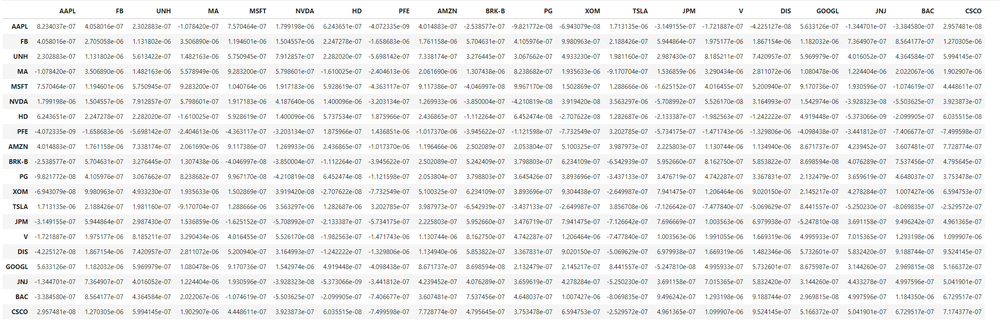 AAPL FB UNH MA MSFT NVDA HD PFE AMZN BRK-B PG XOM TSLA JPM V DIS GOOGL JNJ BAC CSCO
AAPL 8.234037e-07 4.058016e-07 2.302883e-07 -1.078420e-07 7.570464e-07 1.799198e-06 6.243651e-07 -4.072335e-09 4.014883e-07 -2.538577e-07 -9.821772e-08 -6.943079e-08 1.713135e-06 -3.149155e-07 -1.721887e-07 -4.225127e-08 5.633126e-07 -1.344701e-07 -3.384580e-07 2.957481e-08
FB 4.058016e-07 2.705058e-06 1.131802e-06 3.506890e-06 1.194601e-06 1.504557e-06 2.247278e-07 -1.658683e-06 1.761158e-06 5.704631e-07 4.105976e-07 9.980963e-07 2.188426e-07 5.944864e-07 1.975177e-06 1.867154e-06 1.182032e-06 7.364907e-07 8.564177e-07 1.270305e-06
UNH 2.302883e-07 1.131802e-06 5.613422e-07 1.482163e-06 5.750945e-07 7.912857e-07 2.282020e-07 -5.698142e-07 7.338174e-07 3.276445e-07 3.067662e-07 4.933230e-07 1.981160e-07 2.987430e-07 8.185211e-07 7.420957e-07 5.969979e-07 4.016052e-07 4.364584e-07 5.994145e-07
MA -1.078420e-07 3.506890e-06 1.482163e-06 5.578949e-06 9.283200e-07 5.798601e-07 -1.610025e-07 -2.404613e-06 2.061690e-06 1.307438e-06 8.238682e-07 1.935633e-06 -9.170704e-07 1.536859e-06 3.290434e-06 2.811072e-06 1.080478e-06 1.224404e-06 2.022067e-06 1.902907e-06
MSFT 7.570464e-07 1.194601e-06 5.750945e-07 9.283200e-07 1.040764e-06 1.917183e-06 5.928619e-07 -4.363117e-07 9.117386e-07 -4.046997e-08 9.967170e-08 1.502869e-07 1.288666e-06 -1.625152e-07 4.016455e-07 5.200940e-07 9.170736e-07 1.930596e-07 -1.074619e-07 4.448611e-07
NVDA 1.799198e-06 1.504557e-06 7.912857e-07 5.798601e-07 1.917183e-06 4.187640e-06 1.400096e-06 -3.203134e-07 1.269933e-06 -3.850004e-07 -4.210819e-08 3.919420e-08 3.563297e-06 -5.708992e-07 5.526170e-08 3.164993e-07 1.542974e-06 -3.928323e-08 -5.503625e-07 3.923873e-07
HD 6.243651e-07 2.247278e-07 2.282020e-07 -1.610025e-07 5.928619e-07 1.400096e-06 5.737534e-07 1.875966e-07 2.436865e-07 -1.112264e-07 6.452474e-08 -2.707622e-08 1.282687e-06 -2.133387e-07 -1.982563e-07 -1.242222e-07 4.919448e-07 -5.373066e-09 -2.099905e-07 6.035515e-08
PFE -4.072335e-09 -1.658683e-06 -5.698142e-07 -2.404613e-06 -4.363117e-07 -3.203134e-07 1.875966e-07 1.436851e-06 -1.017370e-06 -3.945622e-07 -1.121598e-07 -7.732549e-07 3.202785e-07 -5.734175e-07 -1.471743e-06 -1.329806e-06 -4.098438e-07 -3.441812e-07 -7.406677e-07 -7.499598e-07
AMZN 4.014883e-07 1.761158e-06 7.338174e-07 2.061690e-06 9.117386e-07 1.269933e-06 2.436865e-07 -1.017370e-06 1.196466e-06 2.502089e-07 2.053804e-07 5.100325e-07 3.987973e-07 2.225803e-07 1.130744e-06 1.134940e-06 8.671737e-07 4.239452e-07 3.607481e-07 7.728774e-07
BRK-B -2.538577e-07 5.704631e-07 3.276445e-07 1.307438e-06 -4.046997e-08 -3.850004e-07 -1.112264e-07 -3.945622e-07 2.502089e-07 5.242409e-07 3.798803e-07 6.234109e-07 -6.542939e-07 5.952660e-07 8.162750e-07 5.853822e-07 8.698594e-08 4.076289e-07 7.537456e-07 4.795645e-07
PG -9.821772e-08 4.105976e-07 3.067662e-07 8.238682e-07 9.967170e-08 -4.210819e-08 6.452474e-08 -1.121598e-07 2.053804e-07 3.798803e-07 3.645426e-07 3.893696e-07 -3.437133e-07 3.476719e-07 4.742287e-07 3.367831e-07 2.132479e-07 3.659619e-07 4.648037e-07 3.753478e-07
XOM -6.943079e-08 9.980963e-07 4.933230e-07 1.935633e-06 1.502869e-07 3.919420e-08 -2.707622e-08 -7.732549e-07 5.100325e-07 6.234109e-07 3.893696e-07 9.304438e-07 -2.649987e-07 7.941475e-07 1.206464e-06 9.020150e-07 2.145217e-07 4.278284e-07 1.007427e-06 6.594753e-07
TSLA 1.713135e-06 2.188426e-07 1.981160e-07 -9.170704e-07 1.288666e-06 3.563297e-06 1.282687e-06 3.202785e-07 3.987973e-07 -6.542939e-07 -3.437133e-07 -2.649987e-07 3.856708e-06 -7.126642e-07 -7.477840e-07 -5.069629e-07 8.441557e-07 -5.250230e-07 -8.069835e-07 -2.529572e-07
JPM -3.149155e-07 5.944864e-07 2.987430e-07 1.536859e-06 -1.625152e-07 -5.708992e-07 -2.133387e-07 -5.734175e-07 2.225803e-07 5.952660e-07 3.476719e-07 7.941475e-07 -7.126642e-07 7.696669e-07 1.003563e-06 6.979938e-07 -5.247810e-08 3.691158e-07 9.496242e-07 4.961365e-07
V -1.721887e-07 1.975177e-06 8.185211e-07 3.290434e-06 4.016455e-07 5.526170e-08 -1.982563e-07 -1.471743e-06 1.130744e-06 8.162750e-07 4.742287e-07 1.206464e-06 -7.477840e-07 1.003563e-06 1.991055e-06 1.669319e-06 4.995933e-07 7.015365e-07 1.293198e-06 1.099907e-06
DIS -4.225127e-08 1.867154e-06 7.420957e-07 2.811072e-06 5.200940e-07 3.164993e-07 -1.242222e-07 -1.329806e-06 1.134940e-06 5.853822e-07 3.367831e-07 9.020150e-07 -5.069629e-07 6.979938e-07 1.669319e-06 1.482346e-06 5.732601e-07 5.832420e-07 9.188744e-07 9.524145e-07
GOOGL 5.633126e-07 1.182032e-06 5.969979e-07 1.080478e-06 9.170736e-07 1.542974e-06 4.919448e-07 -4.098438e-07 8.671737e-07 8.698594e-08 2.132479e-07 2.145217e-07 8.441557e-07 -5.247810e-08 4.995933e-07 5.732601e-07 8.675987e-07 3.144260e-07 2.969815e-08 5.166372e-07
JNJ -1.344701e-07 7.364907e-07 4.016052e-07 1.224404e-06 1.930596e-07 -3.928323e-08 -5.373066e-09 -3.441812e-07 4.239452e-07 4.076289e-07 3.659619e-07 4.278284e-07 -5.250230e-07 3.691158e-07 7.015365e-07 5.832420e-07 3.144260e-07 4.433278e-07 4.997596e-07 5.041901e-07
BAC -3.384580e-07 8.564177e-07 4.364584e-07 2.022067e-06 -1.074619e-07 -5.503625e-07 -2.099905e-07 -7.406677e-07 3.607481e-07 7.537456e-07 4.648037e-07 1.007427e-06 -8.069835e-07 9.496242e-07 1.293198e-06 9.188744e-07 2.969815e-08 4.997596e-07 1.184350e-06 6.729517e-07
CSCO 2.957481e-08 1.270305e-06 5.994145e-07 1.902907e-06 4.448611e-07 3.923873e-07 6.035515e-08 -7.499598e-07 7.728774e-07 4.795645e-07 3.753478e-07 6.594753e-07 -2.529572e-07 4.961365e-07 1.099907e-06 9.524145e-07 5.166372e-07 5.041901e-07 6.729517e-07 7.174377e-07